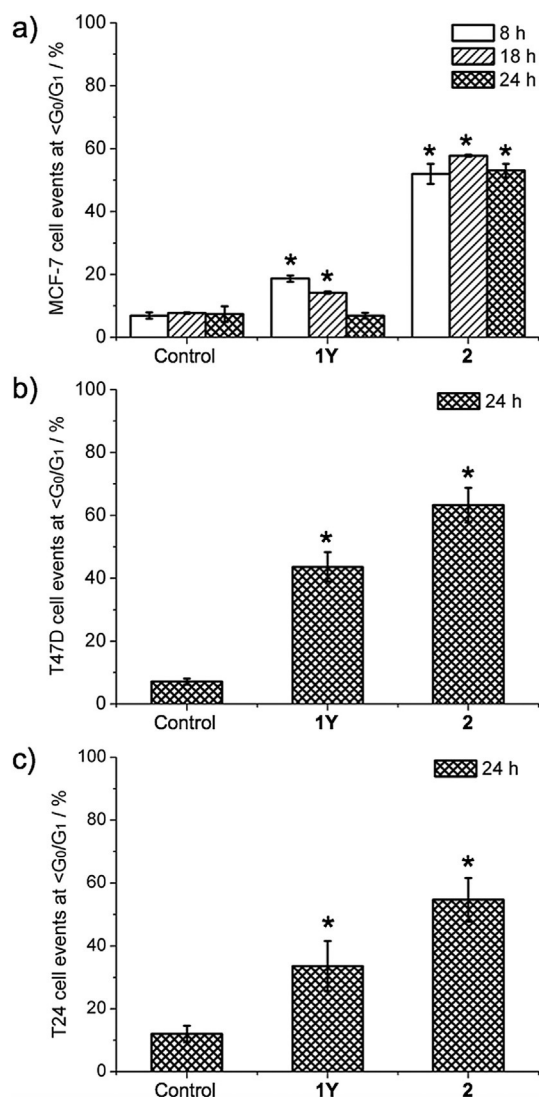 a)
MCF-7 cell events at <G0/G1 / %
100
80
60
40
20
0
8 h
18 h
24 h
*
*
*
*
*
Control
1Y
2
b)
T47D cell events at <G0/G1 / %
100
80
60
40
20
0
24 h
*
*
Control
1Y
2
c)
T24 cell events at <G0/G1 / %
100
80
60
40
20
0
24 h
*
*
Control
1Y
2